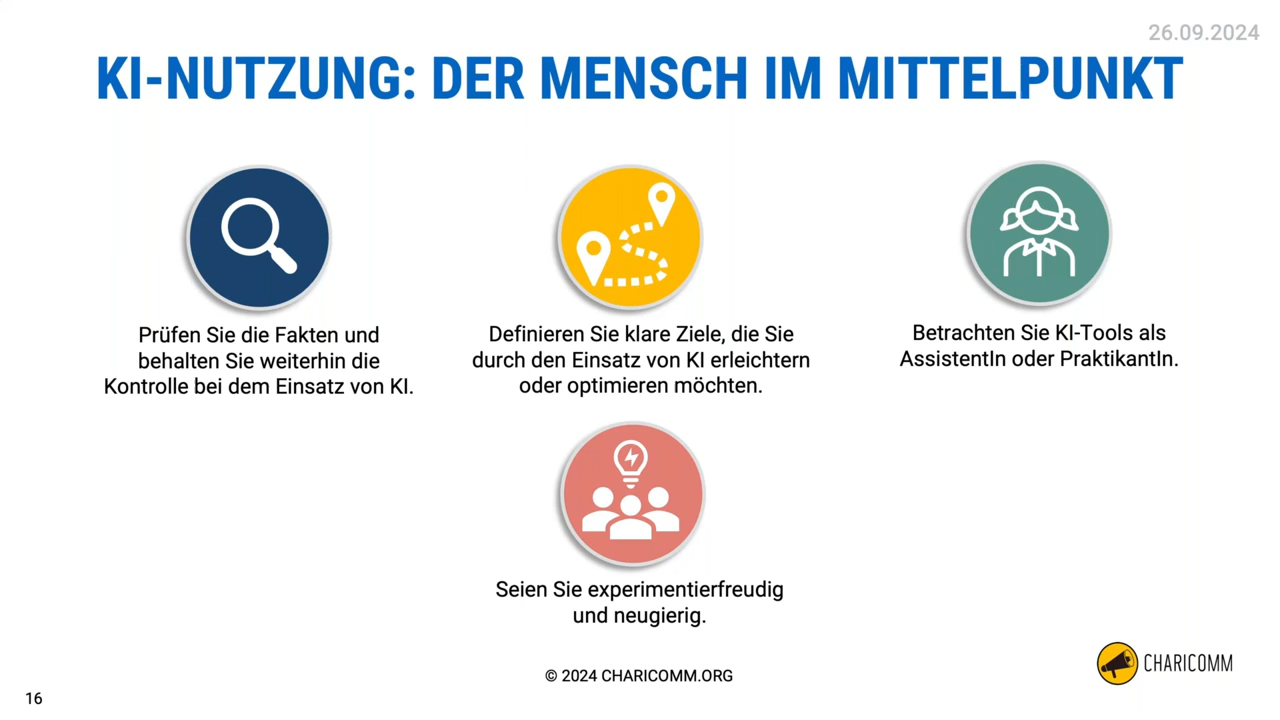 26.09.2024
KI-NUTZUNG: DER MENSCH IM MITTELPUNKT
Prüfen Sie die Fakten und
behalten Sie weiterhin die
Kontrolle bei dem Einsatz von KI.
Definieren Sie klare Ziele, die Sie
durch den Einsatz von KI erleichtern
oder optimieren möchten.
Betrachten Sie KI-Tools als
AssistentIn oder PraktikantIn.
Seien Sie experimentierfreudig
und neugierig.
© 2024 CHARICOMM.ORG
CHARICOMM
16